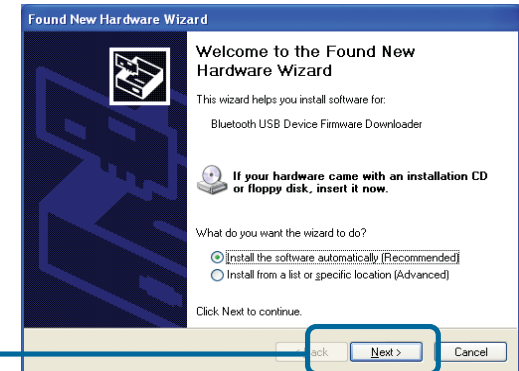 Found New Hardware Wizard
Welcome to the Found New
Hardware Wizard
This wizard helps you install software for:
Bluetooth USB Device Firmware Downloader
If your hardware came with an installation CD
or floppy disk, insert it now.
What do you want the wizard to do?
Install the software automatically (Recommended)
Install from a list or specific location (Advanced)
Click Next to continue.
Next > Cancel